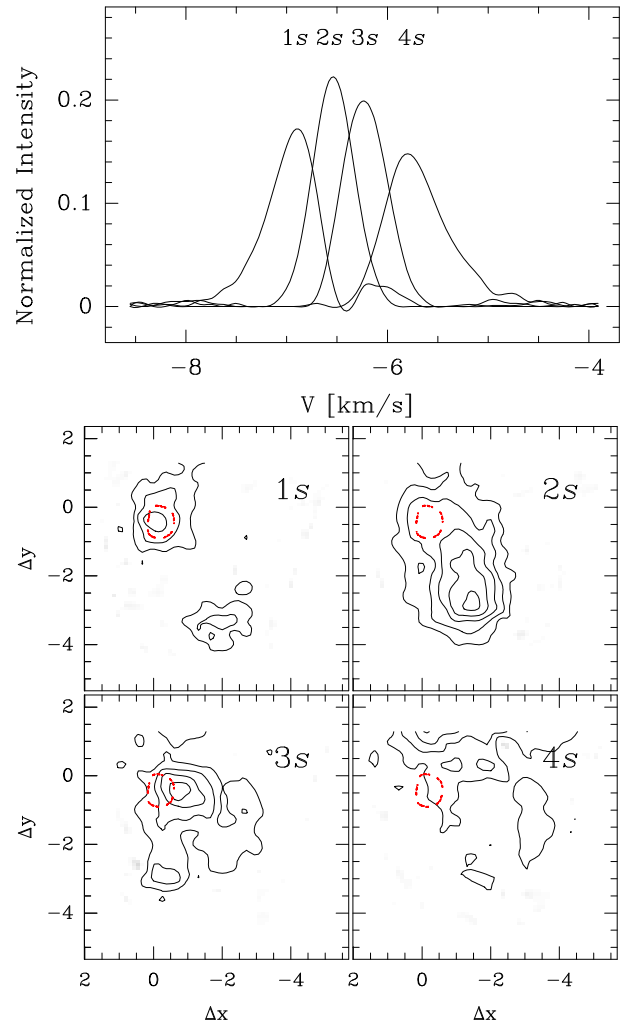 1s 2s 3s 4s
Normalized Intensity
0.2
0.1
0
−8 −6 −4
V [km/s]
2 0 −2 −4
Δy
1s
2s
2 0 −2 −4
Δy
3s
4s
2 0 −2 −4 2 0 −2 −4
Δx Δx